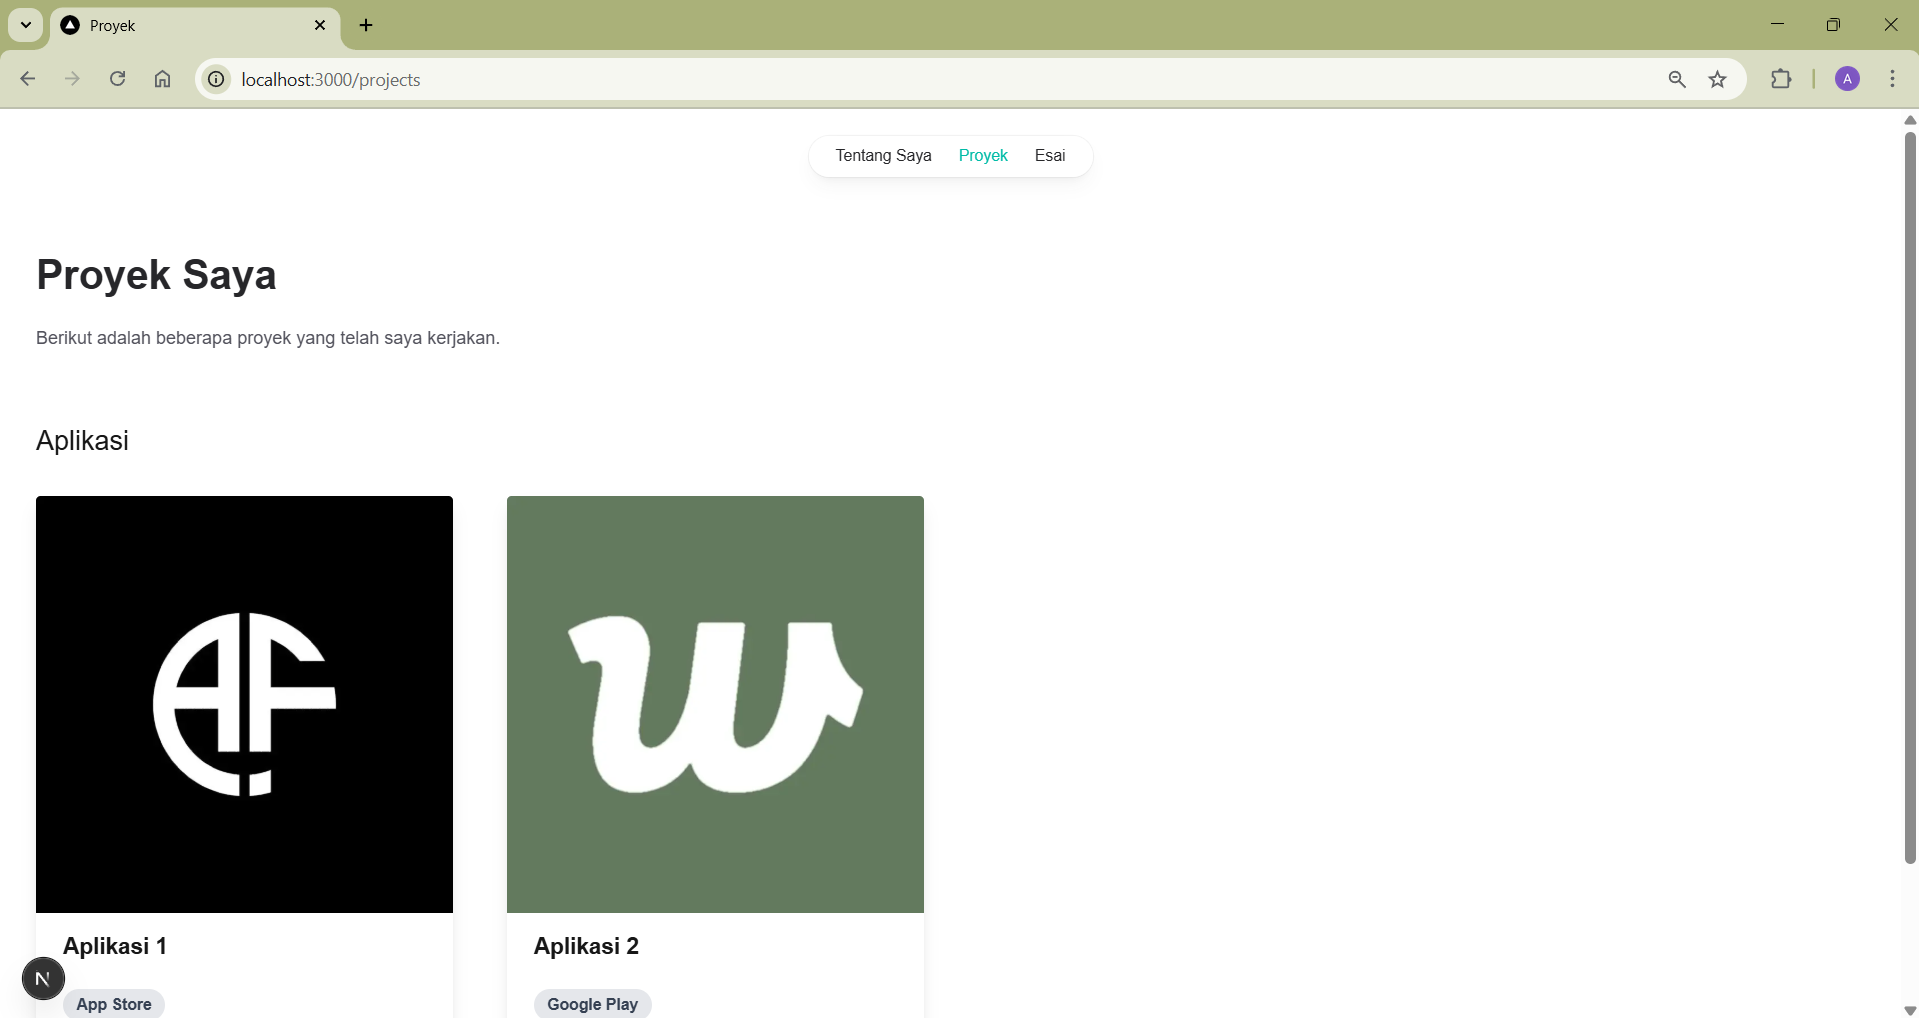 Proyek
localhost:3000/projects
A
Tentang Saya Proyek Esai
Proyek Saya
Berikut adalah beberapa proyek yang telah saya kerjakan.
Aplikasi
AF
w
Aplikasi 1
Aplikasi 2
N
App Store
Google Play